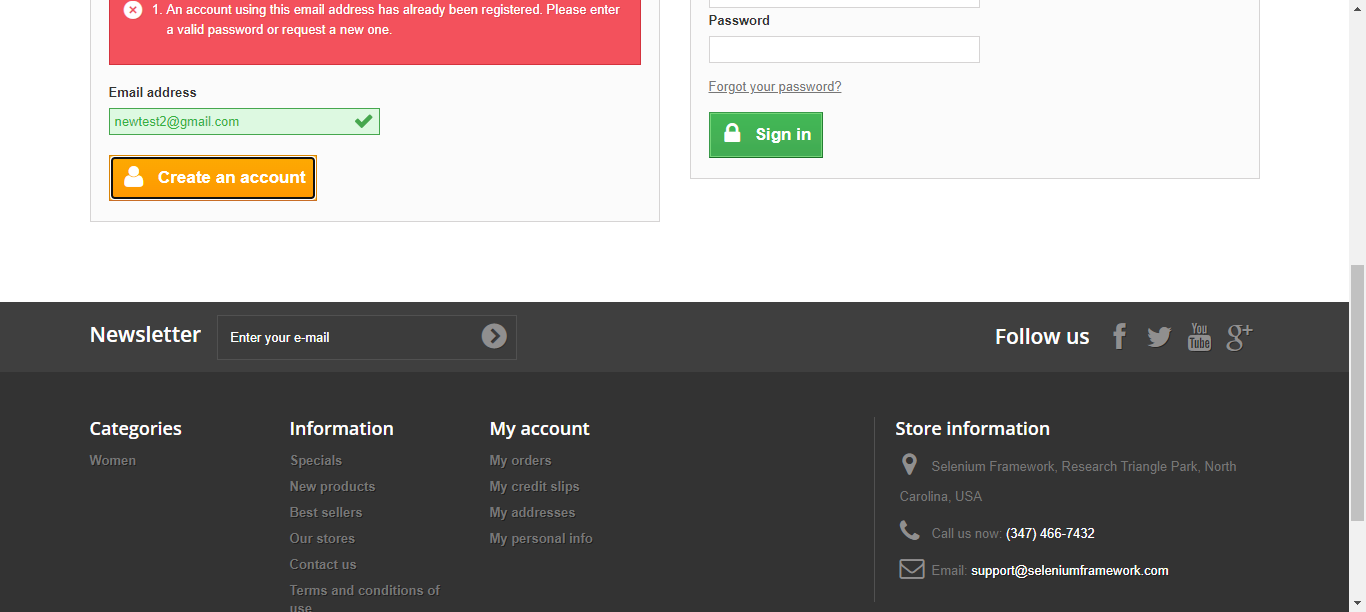 1. An account using this email address has already been registered. Please enter
a valid password or request a new one.
Email address
newtest2@gmail.com
Create an account
Password
Forgot your password?
Sign in
Newsletter
Enter your e-mail
Follow us
You
Tube
g+
Categories
Women
Information
Specials
New products
Best sellers
Our stores
Contact us
Terms and conditions of
use
My account
My orders
My credit slips
My addresses
My personal info
Store information
Selenium Framework, Research Triangle Park, North
Carolina, USA
Call us now: (347) 466-7432
Email: support@seleniumframework.com